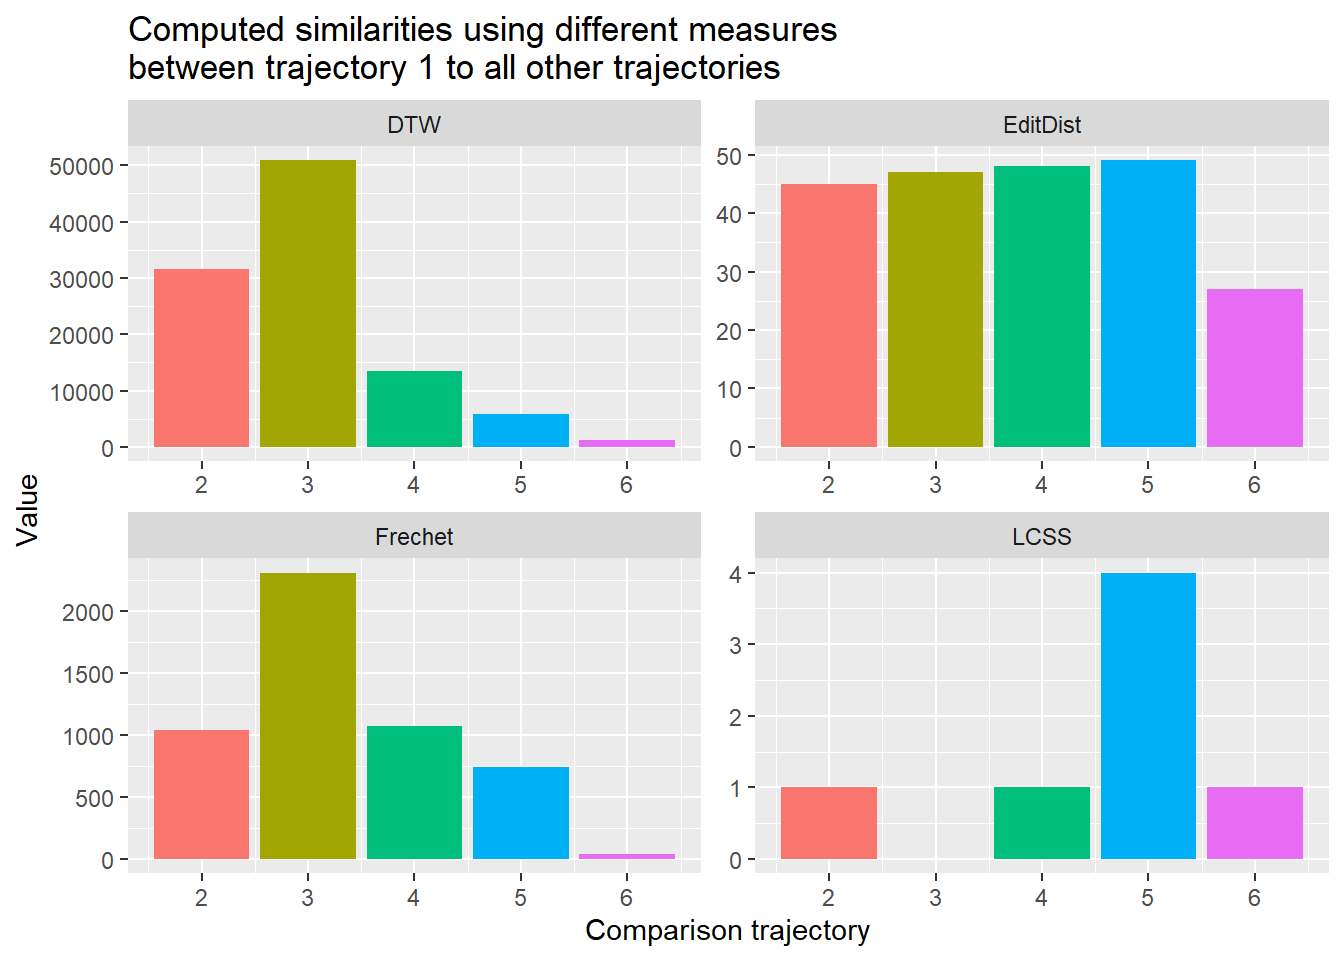 Computed similarities using different measures
between trajectory 1 to all other trajectories
DTW
50000
40000
30000
20000
10000
0
2 3 4 5 6
EditDist
50
40
30
20
10
0
2 3 4 5 6
Value
Frechet
2000
1500
1000
500
0
2 3 4 5 6
LCSS
4
3
2
1
0
2 3 4 5 6
Comparison trajectory